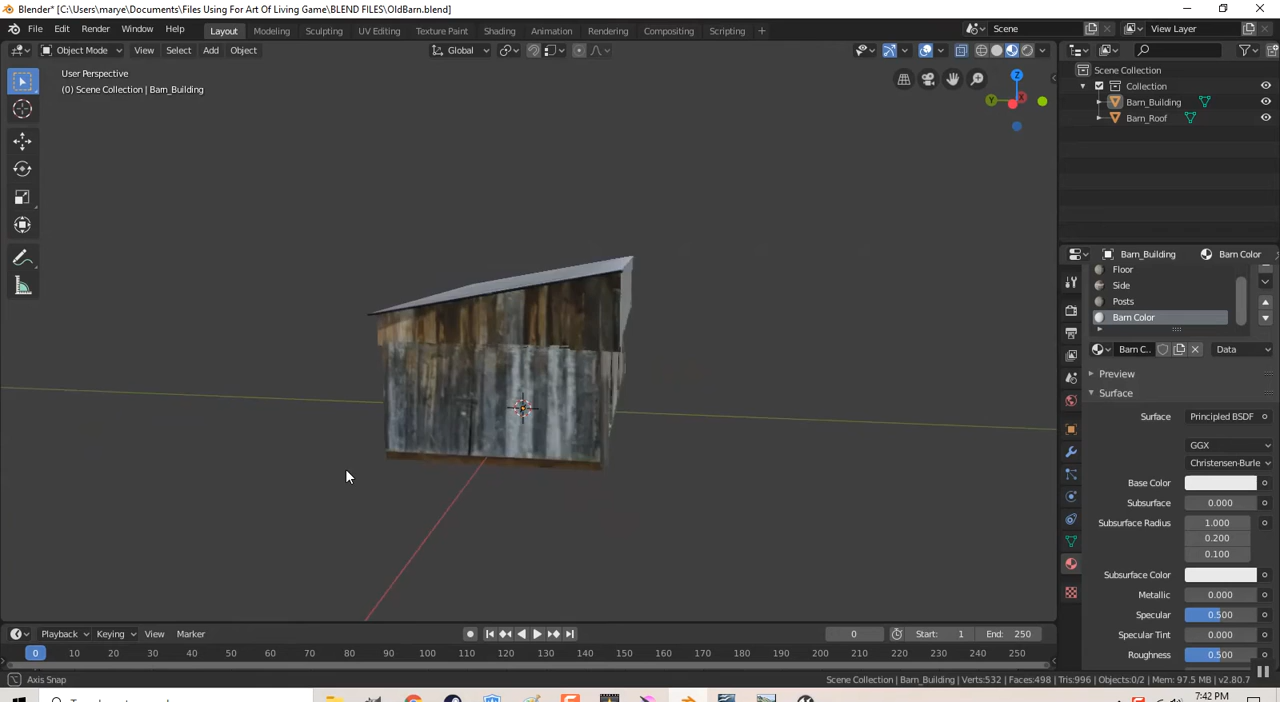 Blender* [C:\Users\marye\Documents\Files Using For Art Of Living Game\BLEND FILES\OldBarn.blend]
File Edit Render Window Help Layout Modeling Sculpting UV Editing Texture Paint Shading Animation Rendering Compositing Scripting + Scene View Layer
Object Mode View Select Add Object Global
User Perspective
(0) Scene Collection | Barn_Building
Z
Y
X
Scene Collection
Collection
Barn_Building
Barn_Roof
Barn_Building Barn Color
Floor
Side
Posts
Barn Color
Barn C.. Data
Preview
Surface
Surface Principled BSDF
GGX
Christensen-Burle
Base Color
Subsurface 0.000
Subsurface Radius 1.000
0.200
0.100
Subsurface Color
Metallic 0.000
Specular 0.500
Specular Tint 0.000
Roughness 0.500
Playback Keying View Marker 0 Start: 1 End: 250
0 10 20 30 40 50 60 70 80 90 100 110 120 130 140 150 160 170 180 190 200 210 220 230 240 250
Axis Snap Scene Collection | Barn_Building | Verts:532 | Faces:498 | Tris:996 | Objects:0/2 | Mem: 97.5 MB | v2.80.7
7:42 PM